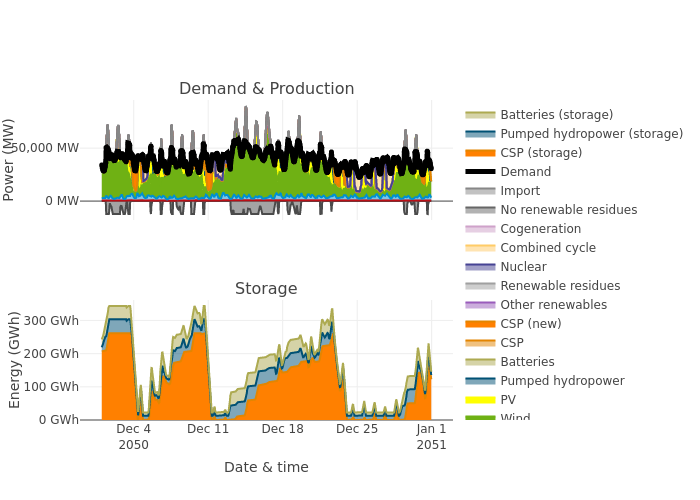 Demand & Production
Power (MW)
50,000 MW
0 MW
Storage
Energy (GWh)
300 GWh
200 GWh
100 GWh
0 GWh
Dec 4
2050
Dec 11
Dec 18
Dec 25
Jan 1
2051
Date & time
Batteries (storage)
Pumped hydropower (storage)
CSP (storage)
Demand
Import
No renewable residues
Cogeneration
Combined cycle
Nuclear
Renewable residues
Other renewables
CSP (new)
CSP
Batteries
Pumped hydropower
PV
Wind